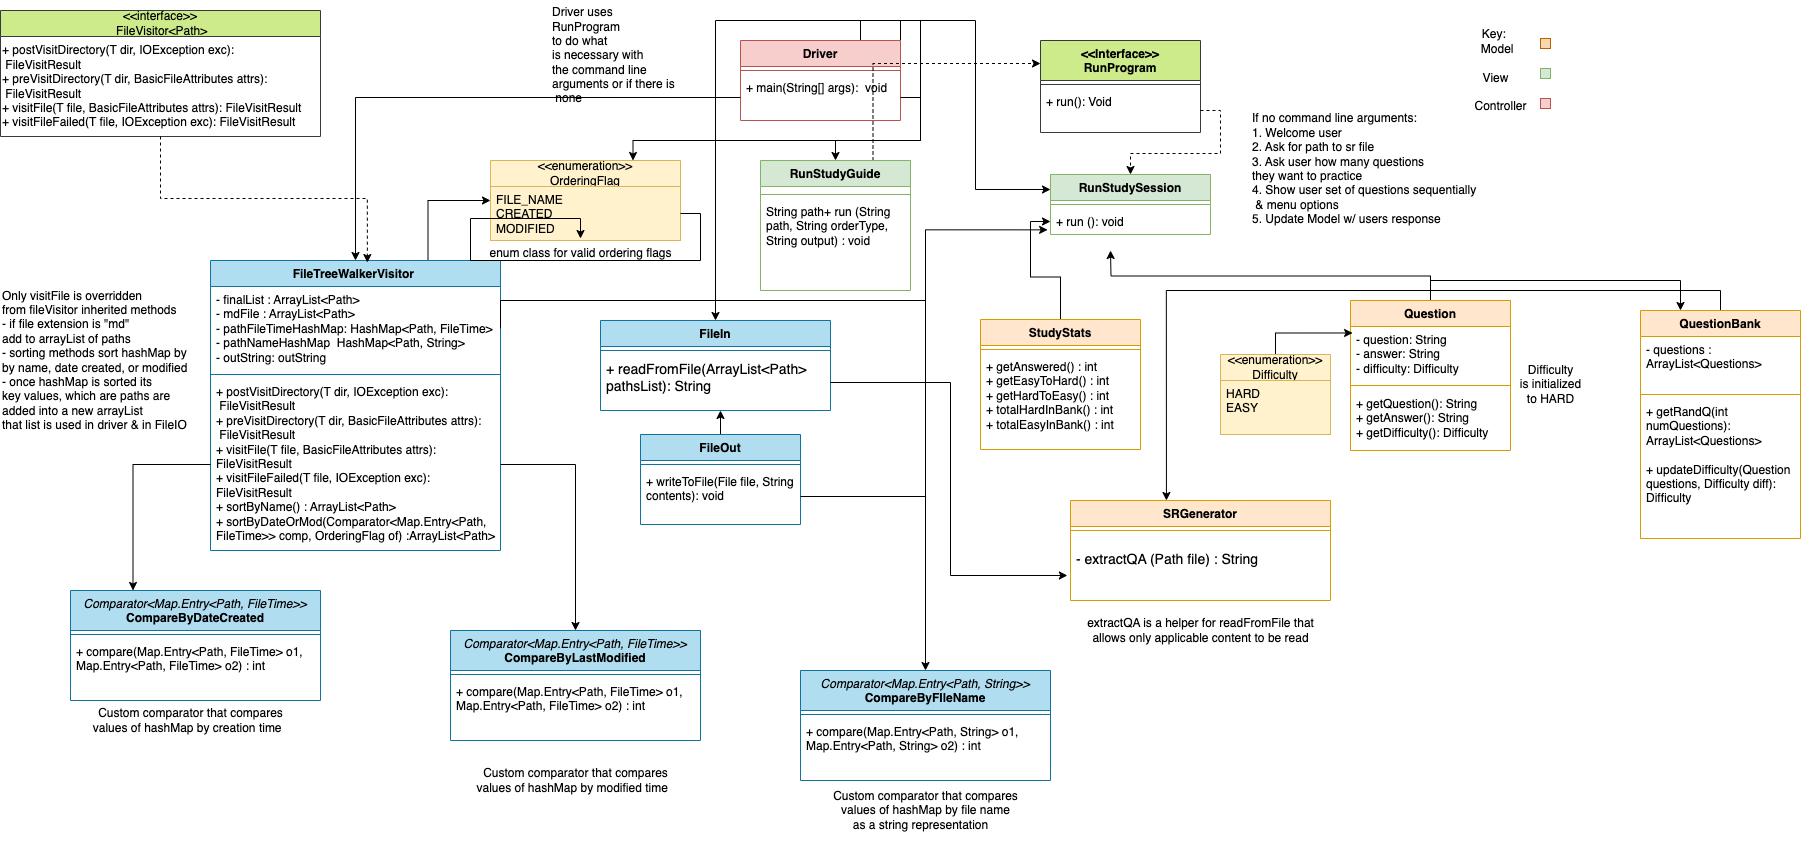 <<interface>>
FileVisitor<Path>
+ postVisitDirectory(T dir, IOException exc):
FileVisitResult
+ preVisitDirectory(T dir, BasicFileAttributes attrs):
FileVisitResult
+ visitFile(T file, BasicFileAttributes attrs): FileVisitResult
+ visitFileFailed(T file, IOException exc): FileVisitResult
Driver uses
RunProgram
to do what
is necessary with
the command line
arguments or if there is
none
Driver
+ main(String[] args): void
<<Interface>>
RunProgram
+ run(): Void
Key:
Model
View
Controller
If no command line arguments:
1. Welcome user
2. Ask for path to sr file
3. Ask user how many questions
they want to practice
4. Show user set of questions sequentially
& menu options
5. Update Model w/ users response
<<enumeration>>
OrderingFlag
FILE_NAME
CREATED
MODIFIED
enum class for valid ordering flags
RunStudyGuide
String path+ run (String
path, String orderType,
String output) : void
RunStudySession
+ run (): void
Only visitFile is overridden
from fileVisitor inherited methods
- if file extension is "md"
add to arrayList of paths
- sorting methods sort hashMap by
by name, date created, or modified
- once hashMap is sorted its
key values, which are paths are
added into a new arrayList
that list is used in driver & in FileIO
FileTreeWalkerVisitor
- finalList : ArrayList<Path>
- mdFile : ArrayList<Path>
- pathFileTimeHashMap: HashMap<Path, FileTime>
- pathNameHashMap HashMap<Path, String>
- outString: outString
+ postVisitDirectory(T dir, IOException exc):
FileVisitResult
+ preVisitDirectory(T dir, BasicFileAttributes attrs):
FileVisitResult
+ visitFile(T file, BasicFileAttributes attrs):
FileVisitResult
+ visitFileFailed(T file, IOException exc):
FileVisitResult
+ sortByName() : ArrayList<Path>
+ sortByDateOrMod(Comparator<Map.Entry<Path,
FileTime>> comp, OrderingFlag of) :ArrayList<Path>
FileIn
+ readFromFile(ArrayList<Path>
pathsList): String
FileOut
+ writeToFile(File file, String
contents): void
StudyStats
+ getAnswered() : int
+ getEasyToHard() : int
+ getHardToEasy() : int
+ totalHardInBank() : int
+ totalEasyInBank() : int
<<enumeration>>
Difficulty
HARD
EASY
Question
- question: String
- answer: String
- difficulty: Difficulty
+ getQuestion(): String
+ getAnswer(): String
+ getDifficulty(): Difficulty
Difficulty
is initialized
to HARD
QuestionBank
- questions :
ArrayList<Questions>
+ getRandQ(int
numQuestions):
ArrayList<Questions>
+ updateDifficulty(Question
questions, Difficulty diff):
Difficulty
SRGenerator
- extractQA (Path file) : String
extractQA is a helper for readFromFile that
allows only applicable content to be read
Comparator<Map.Entry<Path, FileTime>>
CompareByDateCreated
+ compare(Map.Entry<Path, FileTime> o1,
Map.Entry<Path, FileTime> o2) : int
Custom comparator that compares
values of hashMap by creation time
Comparator<Map.Entry<Path, FileTime>>
CompareByLastModified
+ compare(Map.Entry<Path, FileTime> o1,
Map.Entry<Path, FileTime> o2) : int
Custom comparator that compares
values of hashMap by modified time
Comparator<Map.Entry<Path, String>>
CompareByFIleName
+ compare(Map.Entry<Path, String> o1,
Map.Entry<Path, String> o2) : int
Custom comparator that compares
values of hashMap by file name
as a string representation